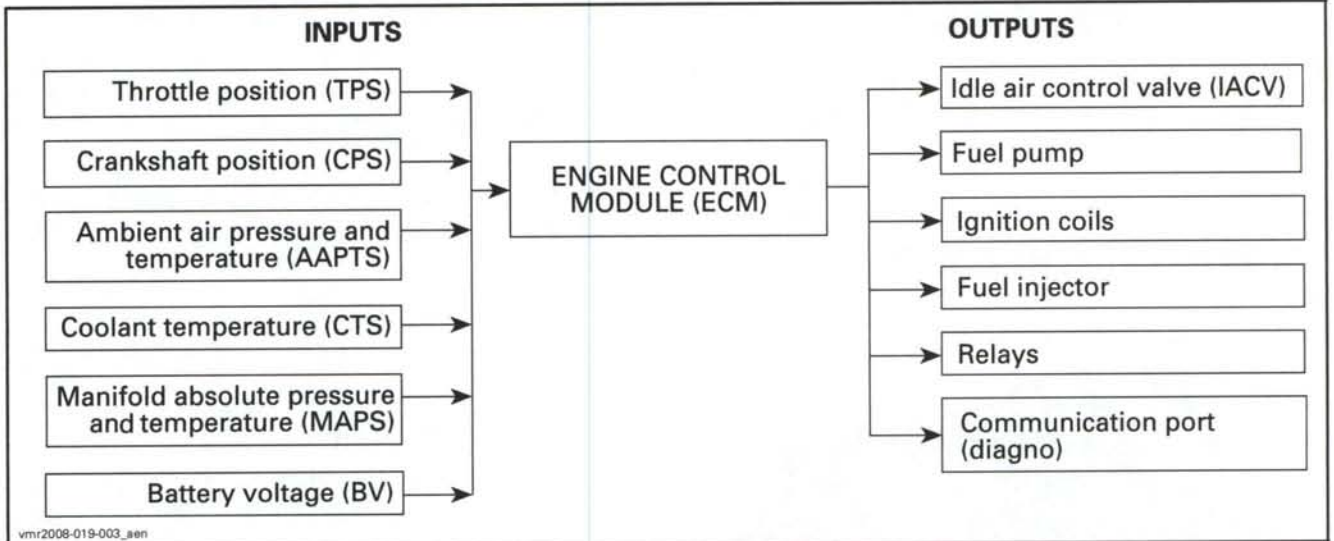 INPUTS
Throttle position (TPS)
Crankshaft position (CPS)
Ambient air pressure and
temperature (AAPTS)
Coolant temperature (CTS)
Manifold absolute pressure
and temperature (MAPS)
Battery voltage (BV)
ENGINE CONTROL
MODULE (ECM)
OUTPUTS
Idle air control valve (IACV)
Fuel pump
Ignition coils
Fuel injector
Relays
Communication port
(diagno)
vmr2008-019-003_aen